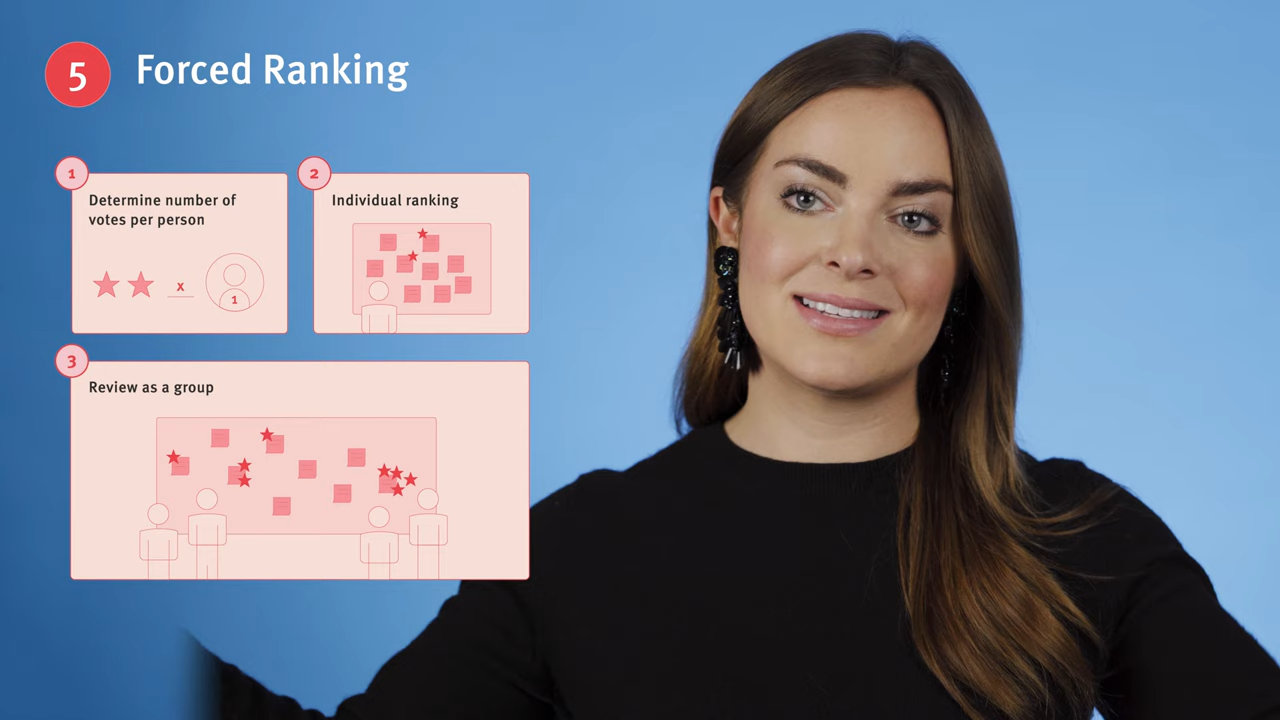 5
Forced Ranking
1
Determine number of
votes per person
x
1
2
Individual ranking
3
Review as a group